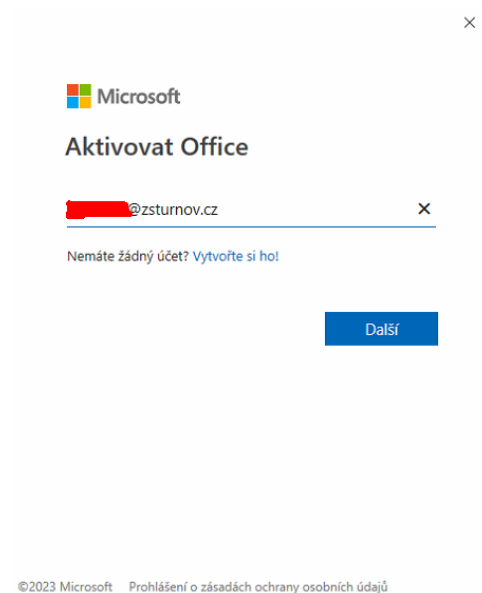 Microsoft
Aktivovat Office
@zsturnov.cz
Nemáte žádný účet? Vytvořte si ho!
Další
©2023 Microsoft Prohlášení o zásadách ochrany osobních údajů